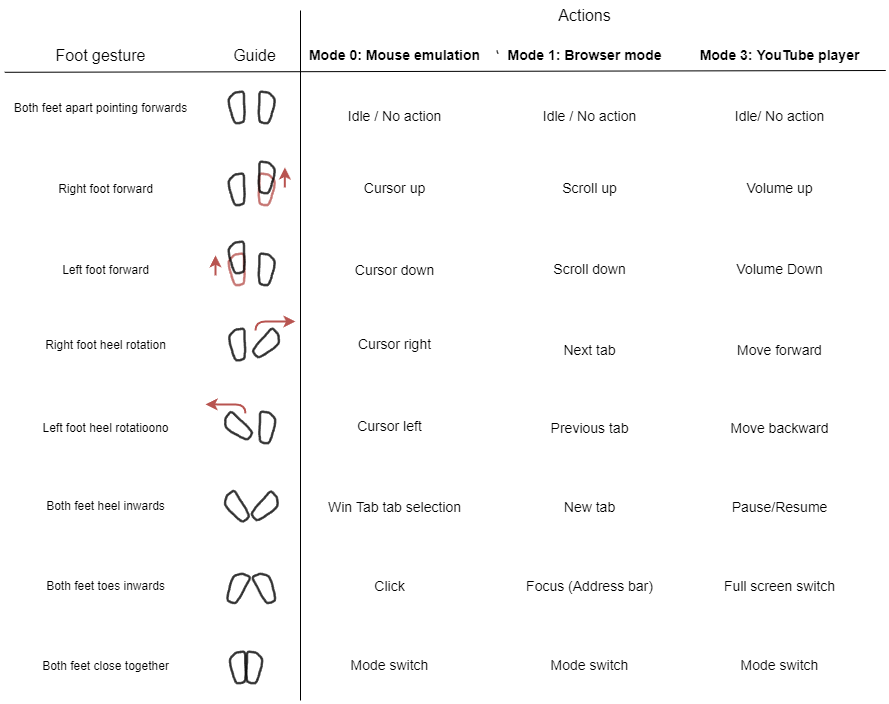 Actions
Foot gesture Guide Mode 0: Mouse emulation ` Mode 1: Browser mode Mode 3: YouTube player
Both feet apart pointing forwards Idle / No action Idle / No action Idle/ No action
Right foot forward Cursor up Scroll up Volume up
Left foot forward Cursor down Scroll down Volume Down
Right foot heel rotation Cursor right Next tab Move forward
Left foot heel rotatioono Cursor left Previous tab Move backward
Both feet heel inwards Win Tab tab selection New tab Pause/Resume
Both feet toes inwards Click Focus (Address bar) Full screen switch
Both feet close together Mode switch Mode switch Mode switch